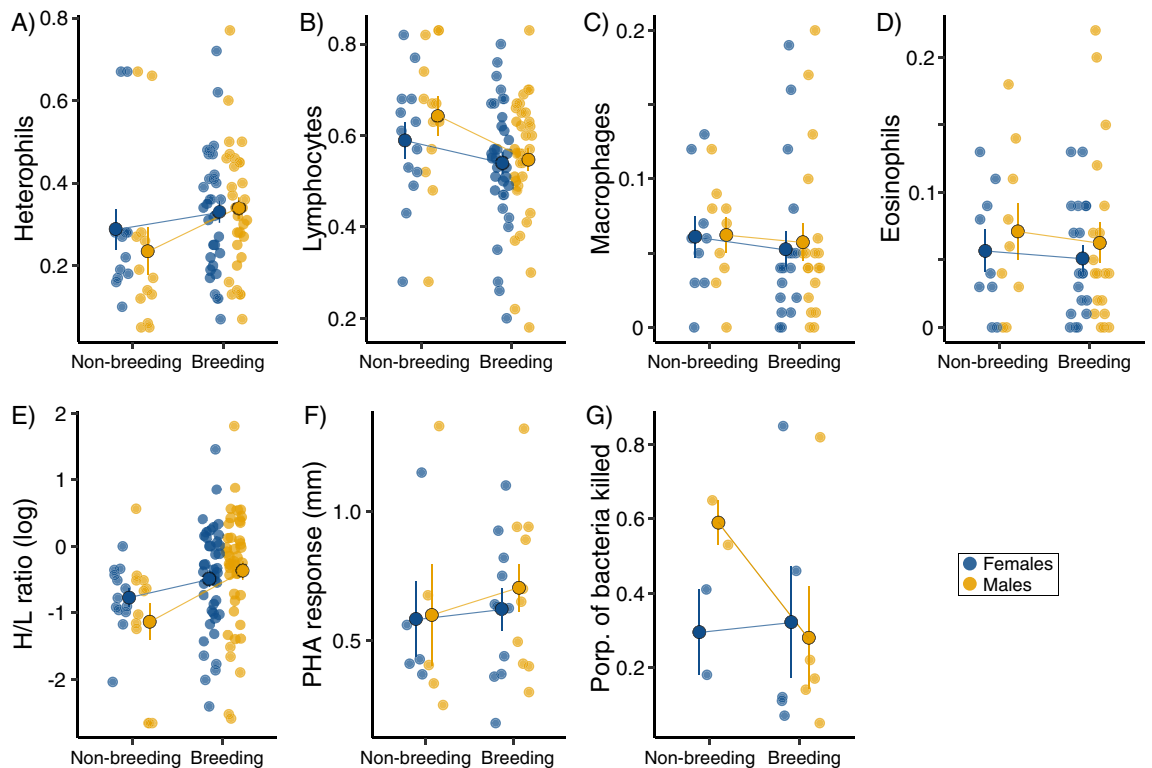 A)
Heterophils
0.8
0.6
0.4
0.2
Non-breeding Breeding
B)
Lymphocytes
0.8
0.6
0.4
0.2
Non-breeding Breeding
C)
Macrophages
0.2
0.1
0
Non-breeding Breeding
D)
Eosinophils
0.2
0.1
0
Non-breeding Breeding
E)
H/L ratio (log)
2
1
0
-1
-2
Non-breeding Breeding
F)
PHA response (mm)
1.0
0.5
Non-breeding Breeding
G)
Porp. of bacteria killed
0.8
0.6
0.4
0.2
Non-breeding Breeding
Females
Males